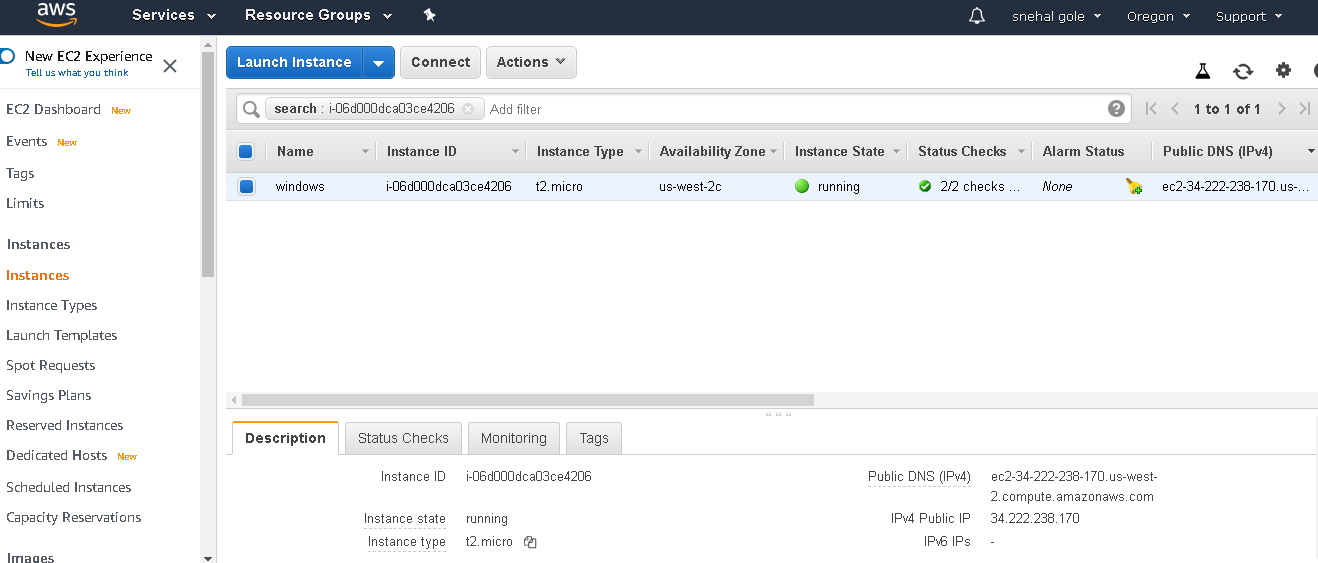 aws Services Resource Groups snehal gole Oregon Support
New EC2 Experience
Tell us what you think
EC2 Dashboard New
Events New
Tags
Limits
Instances
Instances
Instance Types
Launch Templates
Spot Requests
Savings Plans
Reserved Instances
Dedicated Hosts New
Scheduled Instances
Capacity Reservations
Images
Launch Instance Connect Actions
search : i-06d000dca03ce4206 Add filter 1 to 1 of 1
Name Instance ID Instance Type Availability Zone Instance State Status Checks Alarm Status Public DNS (IPv4)
windows i-06d000dca03ce4206 t2.micro us-west-2c running 2/2 checks ... None ec2-34-222-238-170.us-...
Description Status Checks Monitoring Tags
Instance ID i-06d000dca03ce4206
Instance state running
Instance type t2.micro
Public DNS (IPv4) ec2-34-222-238-170.us-west-
2.compute.amazonaws.com
IPv4 Public IP 34.222.238.170
IPv6 IPs -